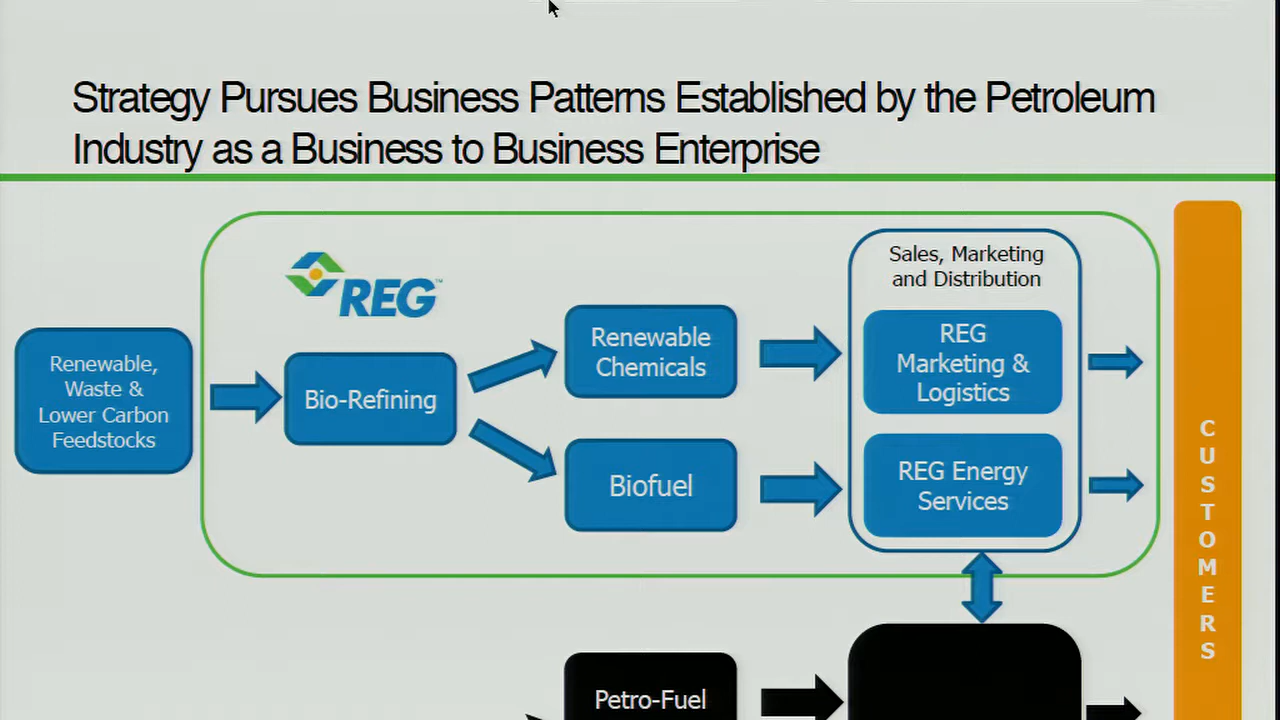 Strategy Pursues Business Patterns Established by the Petroleum
Industry as a Business to Business Enterprise
REG™
Sales, Marketing
and Distribution
Renewable,
Waste &
Lower Carbon
Feedstocks
Bio-Refining
Renewable
Chemicals
Biofuel
REG
Marketing &
Logistics
REG Energy
Services
CUSTOMERS
Petro-Fuel